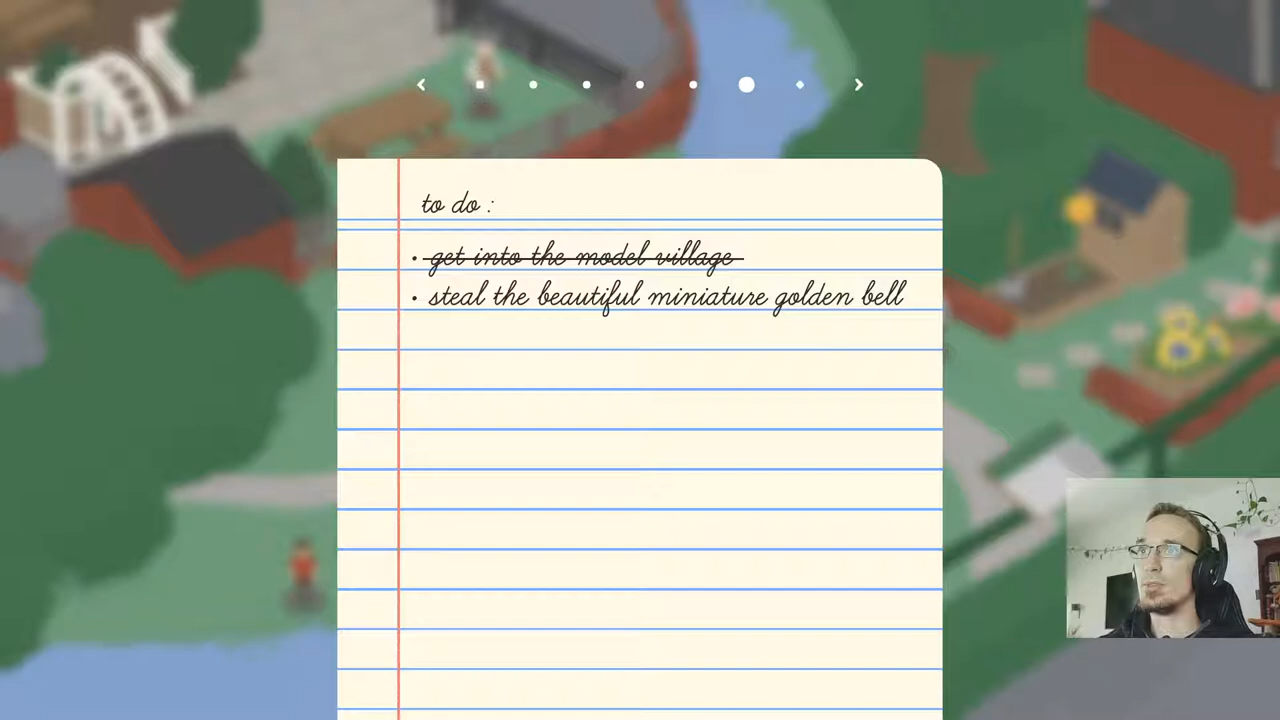 to do :
• get into the model village
• steal the beautiful miniature golden bell